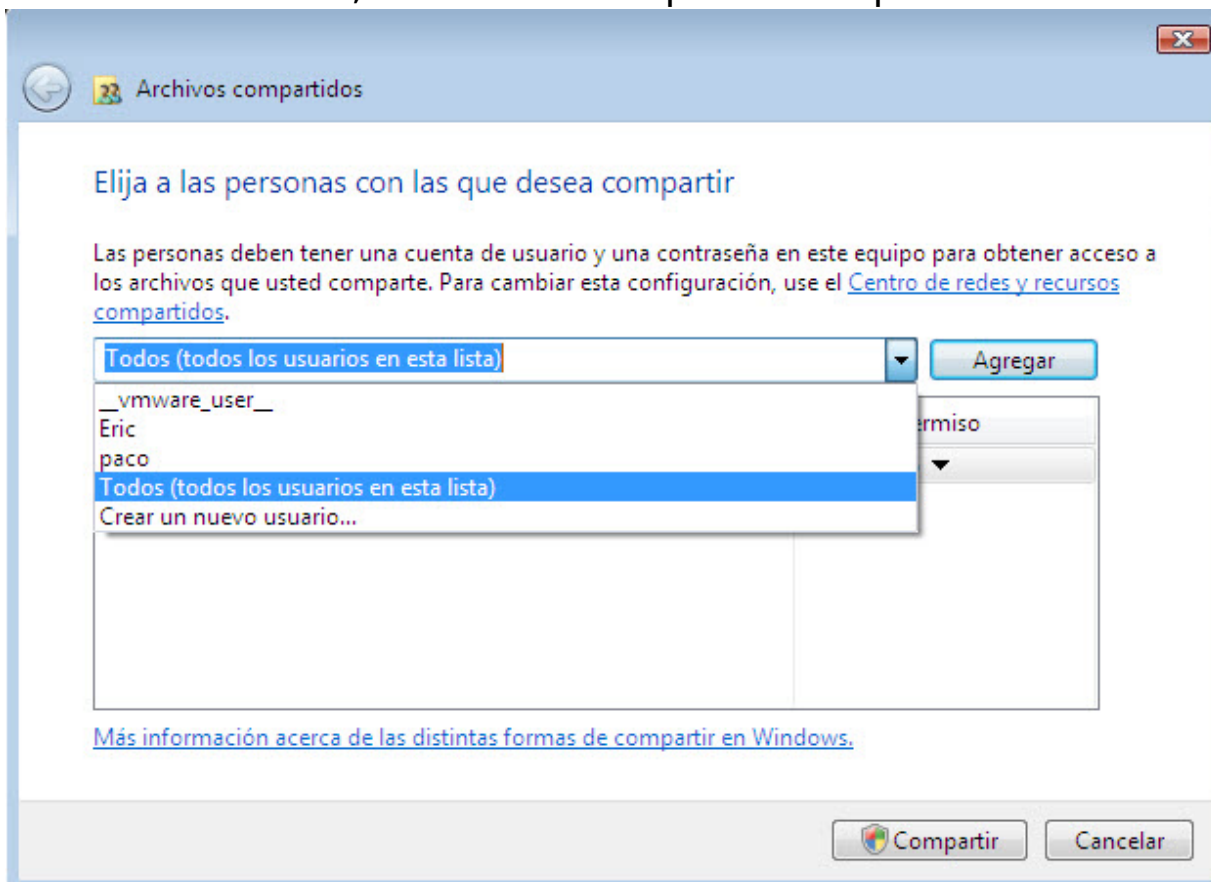 Archivos compartidos
Elija a las personas con las que desea compartir
Las personas deben tener una cuenta de usuario y una contraseña en este equipo para obtener acceso a
los archivos que usted comparte. Para cambiar esta configuración, use el Centro de redes y recursos
compartidos.
Todos (todos los usuarios en esta lista)
Agregar
__vmware_user__
Eric
paco
Todos (todos los usuarios en esta lista)
Crear un nuevo usuario...
ermiso
Más información acerca de las distintas formas de compartir en Windows.
Compartir
Cancelar